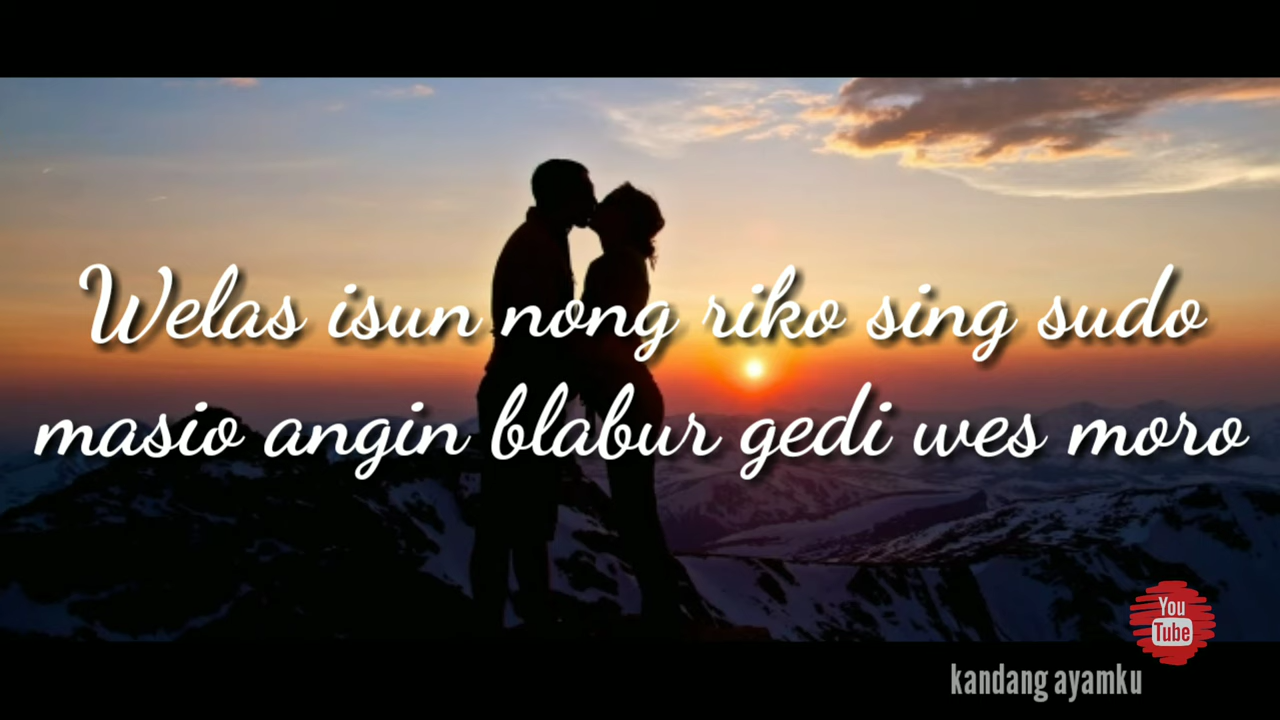 Welas isun nong riko sing sudo
masio angin blabur gedi wes moro
You
Tube
kandang ayamku